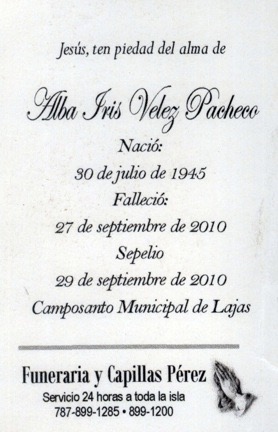 Jesús, ten piedad del alma de
Alba Iris Velez Pacheco
Nació:
30 de julio de 1945
Falleció:
27 de septiembre de 2010
Sepelio
29 de septiembre de 2010
Camposanto Municipal de Lajas
Funeraria y Capillas Pérez
Servicio 24 horas a toda la isla
787-899-1285 • 899-1200